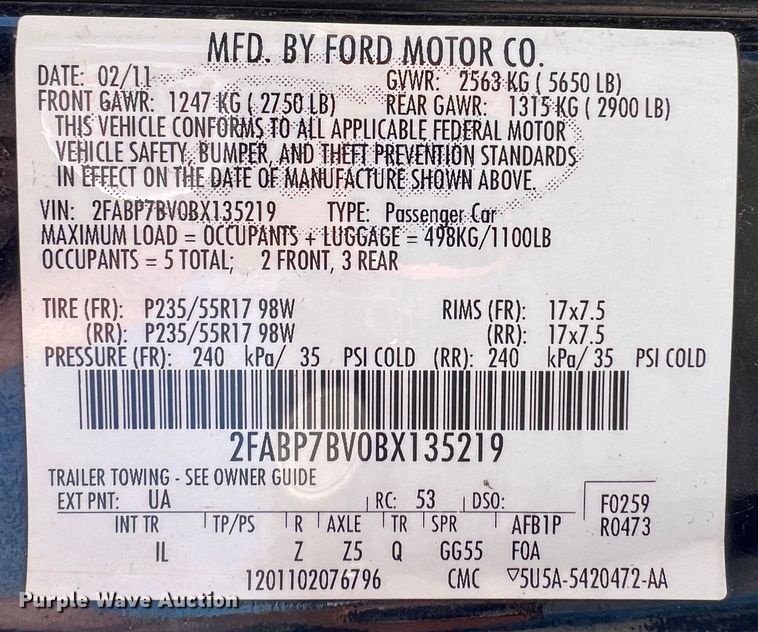 MFD. BY FORD MOTOR CO.
DATE: 02/11 GVWR: 2563 KG ( 5650 LB)
FRONT GAWR: 1247 KG ( 2750 LB) REAR GAWR: 1315 KG ( 2900 LB)
THIS VEHICLE CONFORMS TO ALL APPLICABLE FEDERAL MOTOR
VEHICLE SAFETY, BUMPER, AND THEFT PREVENTION STANDARDS
IN EFFECT ON THE DATE OF MANUFACTURE SHOWN ABOVE.
VIN: 2FABP7BV0BX135219 TYPE: Passenger Car
MAXIMUM LOAD = OCCUPANTS + LUGGAGE = 498KG/1100LB
OCCUPANTS = 5 TOTAL; 2 FRONT, 3 REAR
TIRE (FR): P235/55R17 98W RIMS (FR): 17x7.5
(RR): P235/55R17 98W (RR): 17x7.5
PRESSURE (FR): 240 kPa/ 35 PSI COLD (RR): 240 kPa/ 35 PSI COLD
2FABP7BV0BX135219
TRAILER TOWING - SEE OWNER GUIDE
EXT PNT: UA RC: 53 DSO: F0259
INT TR TP/PS R AXLE TR SPR AFB1P R0473
IL Z Z5 Q GG55 F0A
1201102076796 CMC ▽5U5A-5420472-AA
Purple Wave Auction